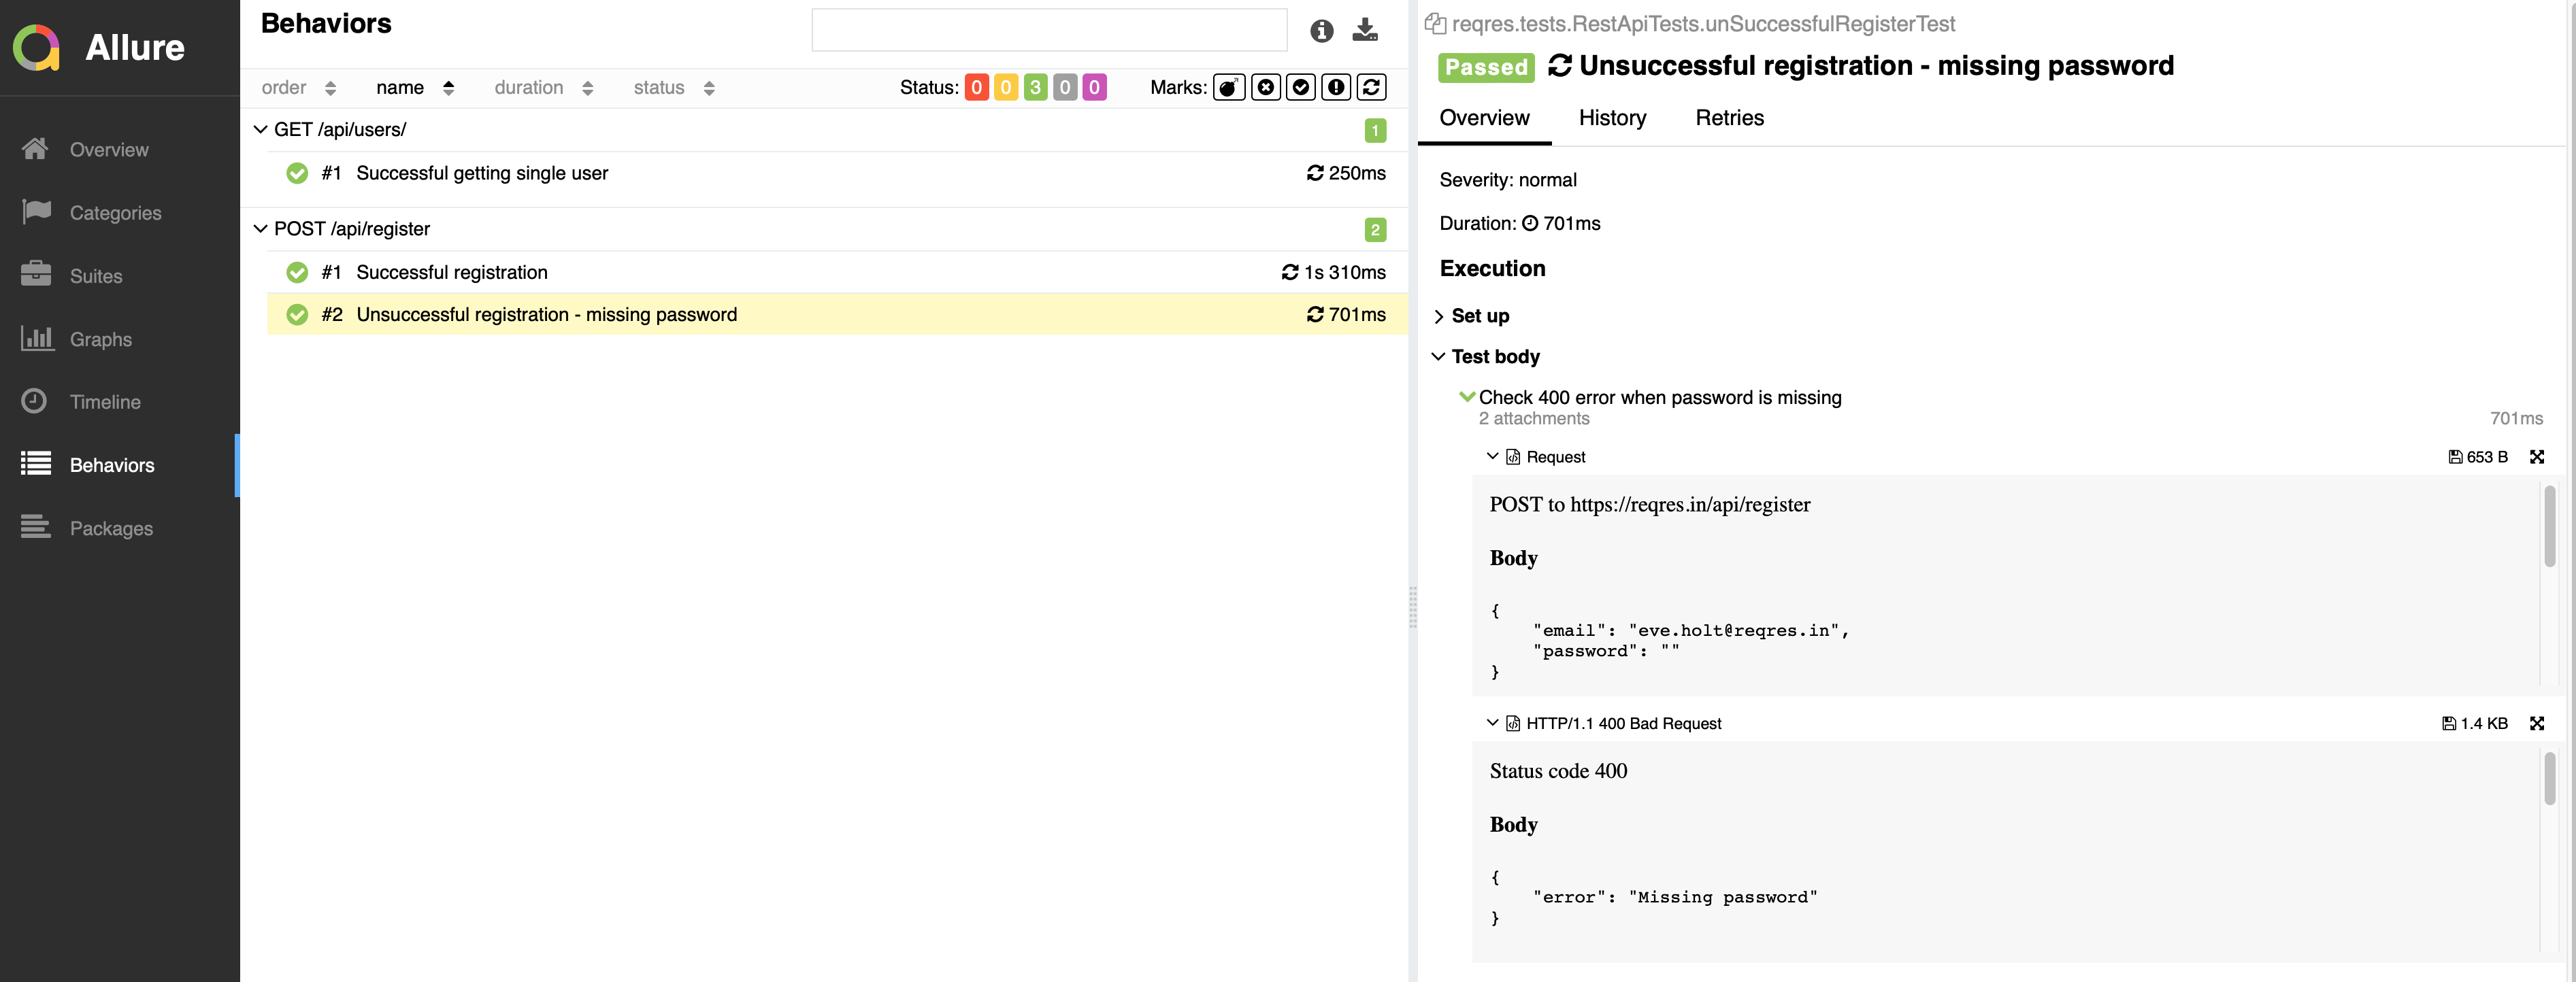 Allure
Overview
Categories
Suites
Graphs
Timeline
Behaviors
Packages
Behaviors
order name duration status Status: 0 0 3 0 0 Marks:
GET /api/users/ 1
#1 Successful getting single user 250ms
POST /api/register 2
#1 Successful registration 1s 310ms
#2 Unsuccessful registration - missing password 701ms
reqres.tests.RestApiTests.unSuccessfulRegisterTest
Passed Unsuccessful registration - missing password
Overview History Retries
Severity: normal
Duration: 701ms
Execution
Set up
Test body
Check 400 error when password is missing
2 attachments 701ms
Request 653 B
POST to https://reqres.in/api/register
Body
{
"email": "eve.holt@reqres.in",
"password": ""
}
HTTP/1.1 400 Bad Request 1.4 KB
Status code 400
Body
{
"error": "Missing password"
}